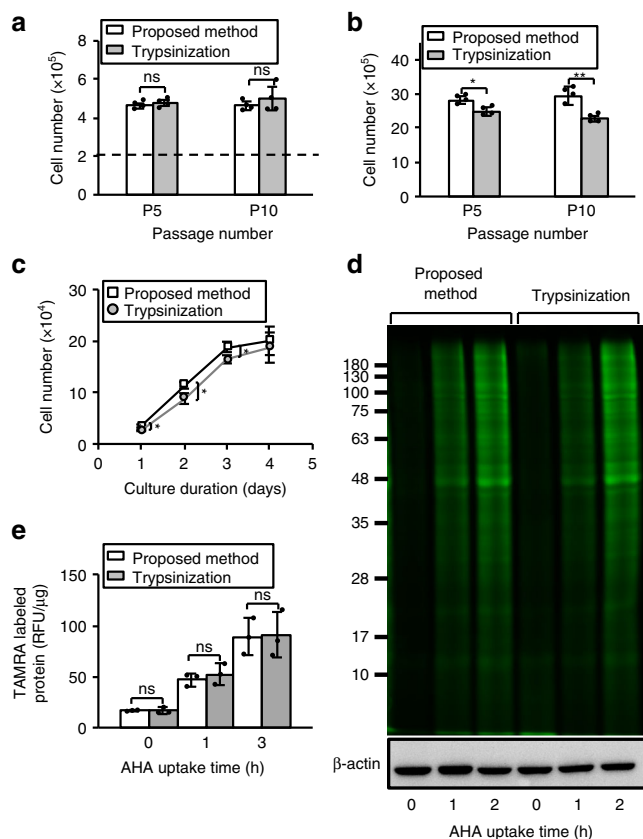 a
Proposed method
Trypsinization
Cell number (×10⁵)
8
6
4
2
0
ns
ns
P5
P10
Passage number
b
Proposed method
Trypsinization
Cell number (×10⁵)
40
30
20
10
0
*
**
P5
P10
Passage number
c
Proposed method
Trypsinization
Cell number (×10⁴)
30
20
10
0
*
*
*
0 1 2 3 4 5
Culture duration (days)
d
Proposed
method
Trypsinization
180
130
100
75
63
48
35
28
17
10
β-actin
0 1 2 0 1 2
AHA uptake time (h)
e
Proposed method
Trypsinization
TAMRA labeled
protein (RFU/μg)
150
100
50
0
ns
ns
ns
0 1 3
AHA uptake time (h)